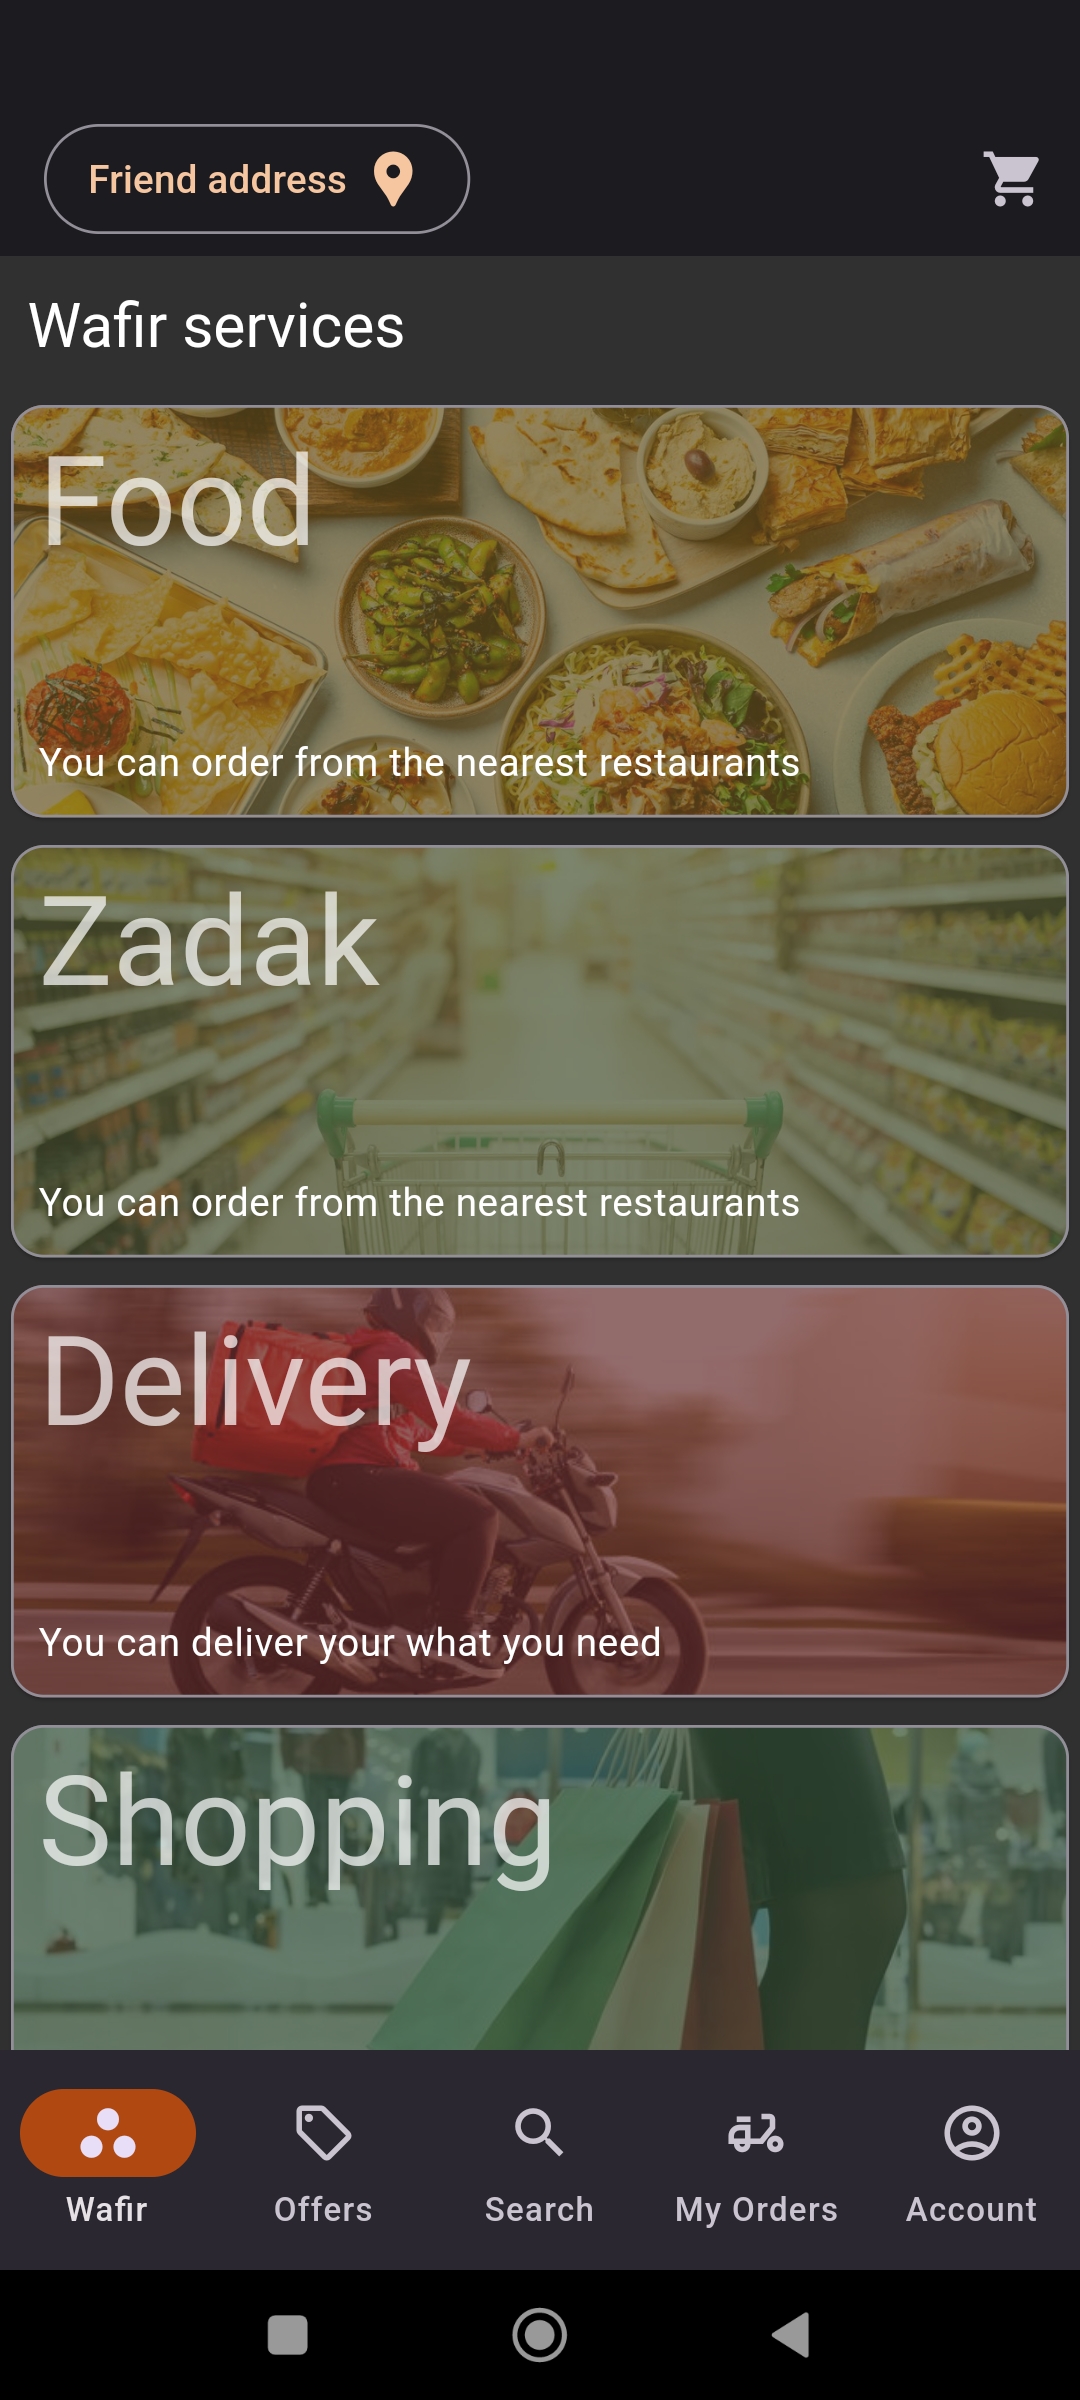 Friend address
Wafir services
Food
You can order from the nearest restaurants
Zadak
You can order from the nearest restaurants
Delivery
You can deliver your what you need
Shopping
Wafir
Offers
Search
My Orders
Account